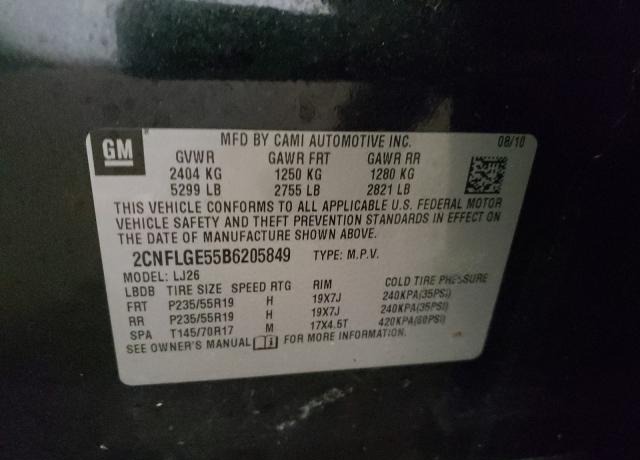 GM
MFD BY CAMI AUTOMOTIVE INC. 08/10
GVWR GAWR FRT GAWR RR
2404 KG 1250 KG 1280 KG
5299 LB 2755 LB 2821 LB
THIS VEHICLE CONFORMS TO ALL APPLICABLE U.S. FEDERAL MOTOR
VEHICLE SAFETY AND THEFT PREVENTION STANDARDS IN EFFECT ON
THE DATE OF MANUFACTURE SHOWN ABOVE.
2CNFLGE55B6205849 TYPE: M.P.V.
MODEL: LJ26
LBDB TIRE SIZE SPEED RTG RIM COLD TIRE PRESSURE
FRT P235/55R19 H 19X7J 240KPA(35PSI)
RR P235/55R19 H 19X7J 240KPA(35PSI)
SPA T145/70R17 M 17X4.5T 420KPA(60PSI)
SEE OWNER'S MANUAL FOR MORE INFORMATION.